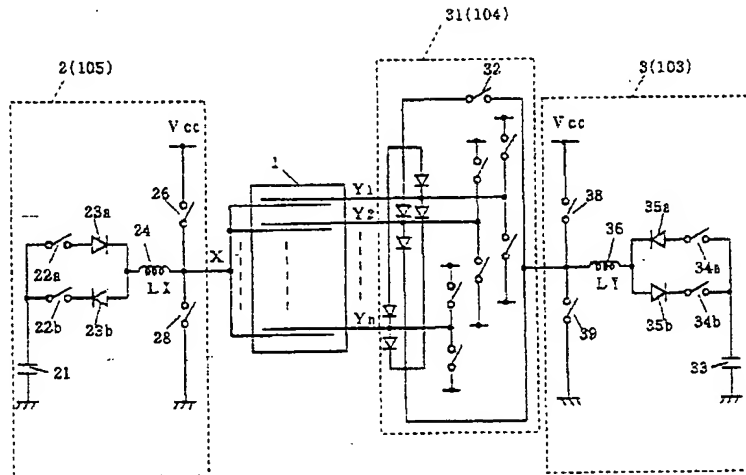 31(104)
2(105)
32
3(103)
Vcc
Vcc
1
26
38
23a
24
Y1
Y2
36
35a
22a
X
LX
LY
34a
22b
23b
28
Yn
39
35b
34b
21
33